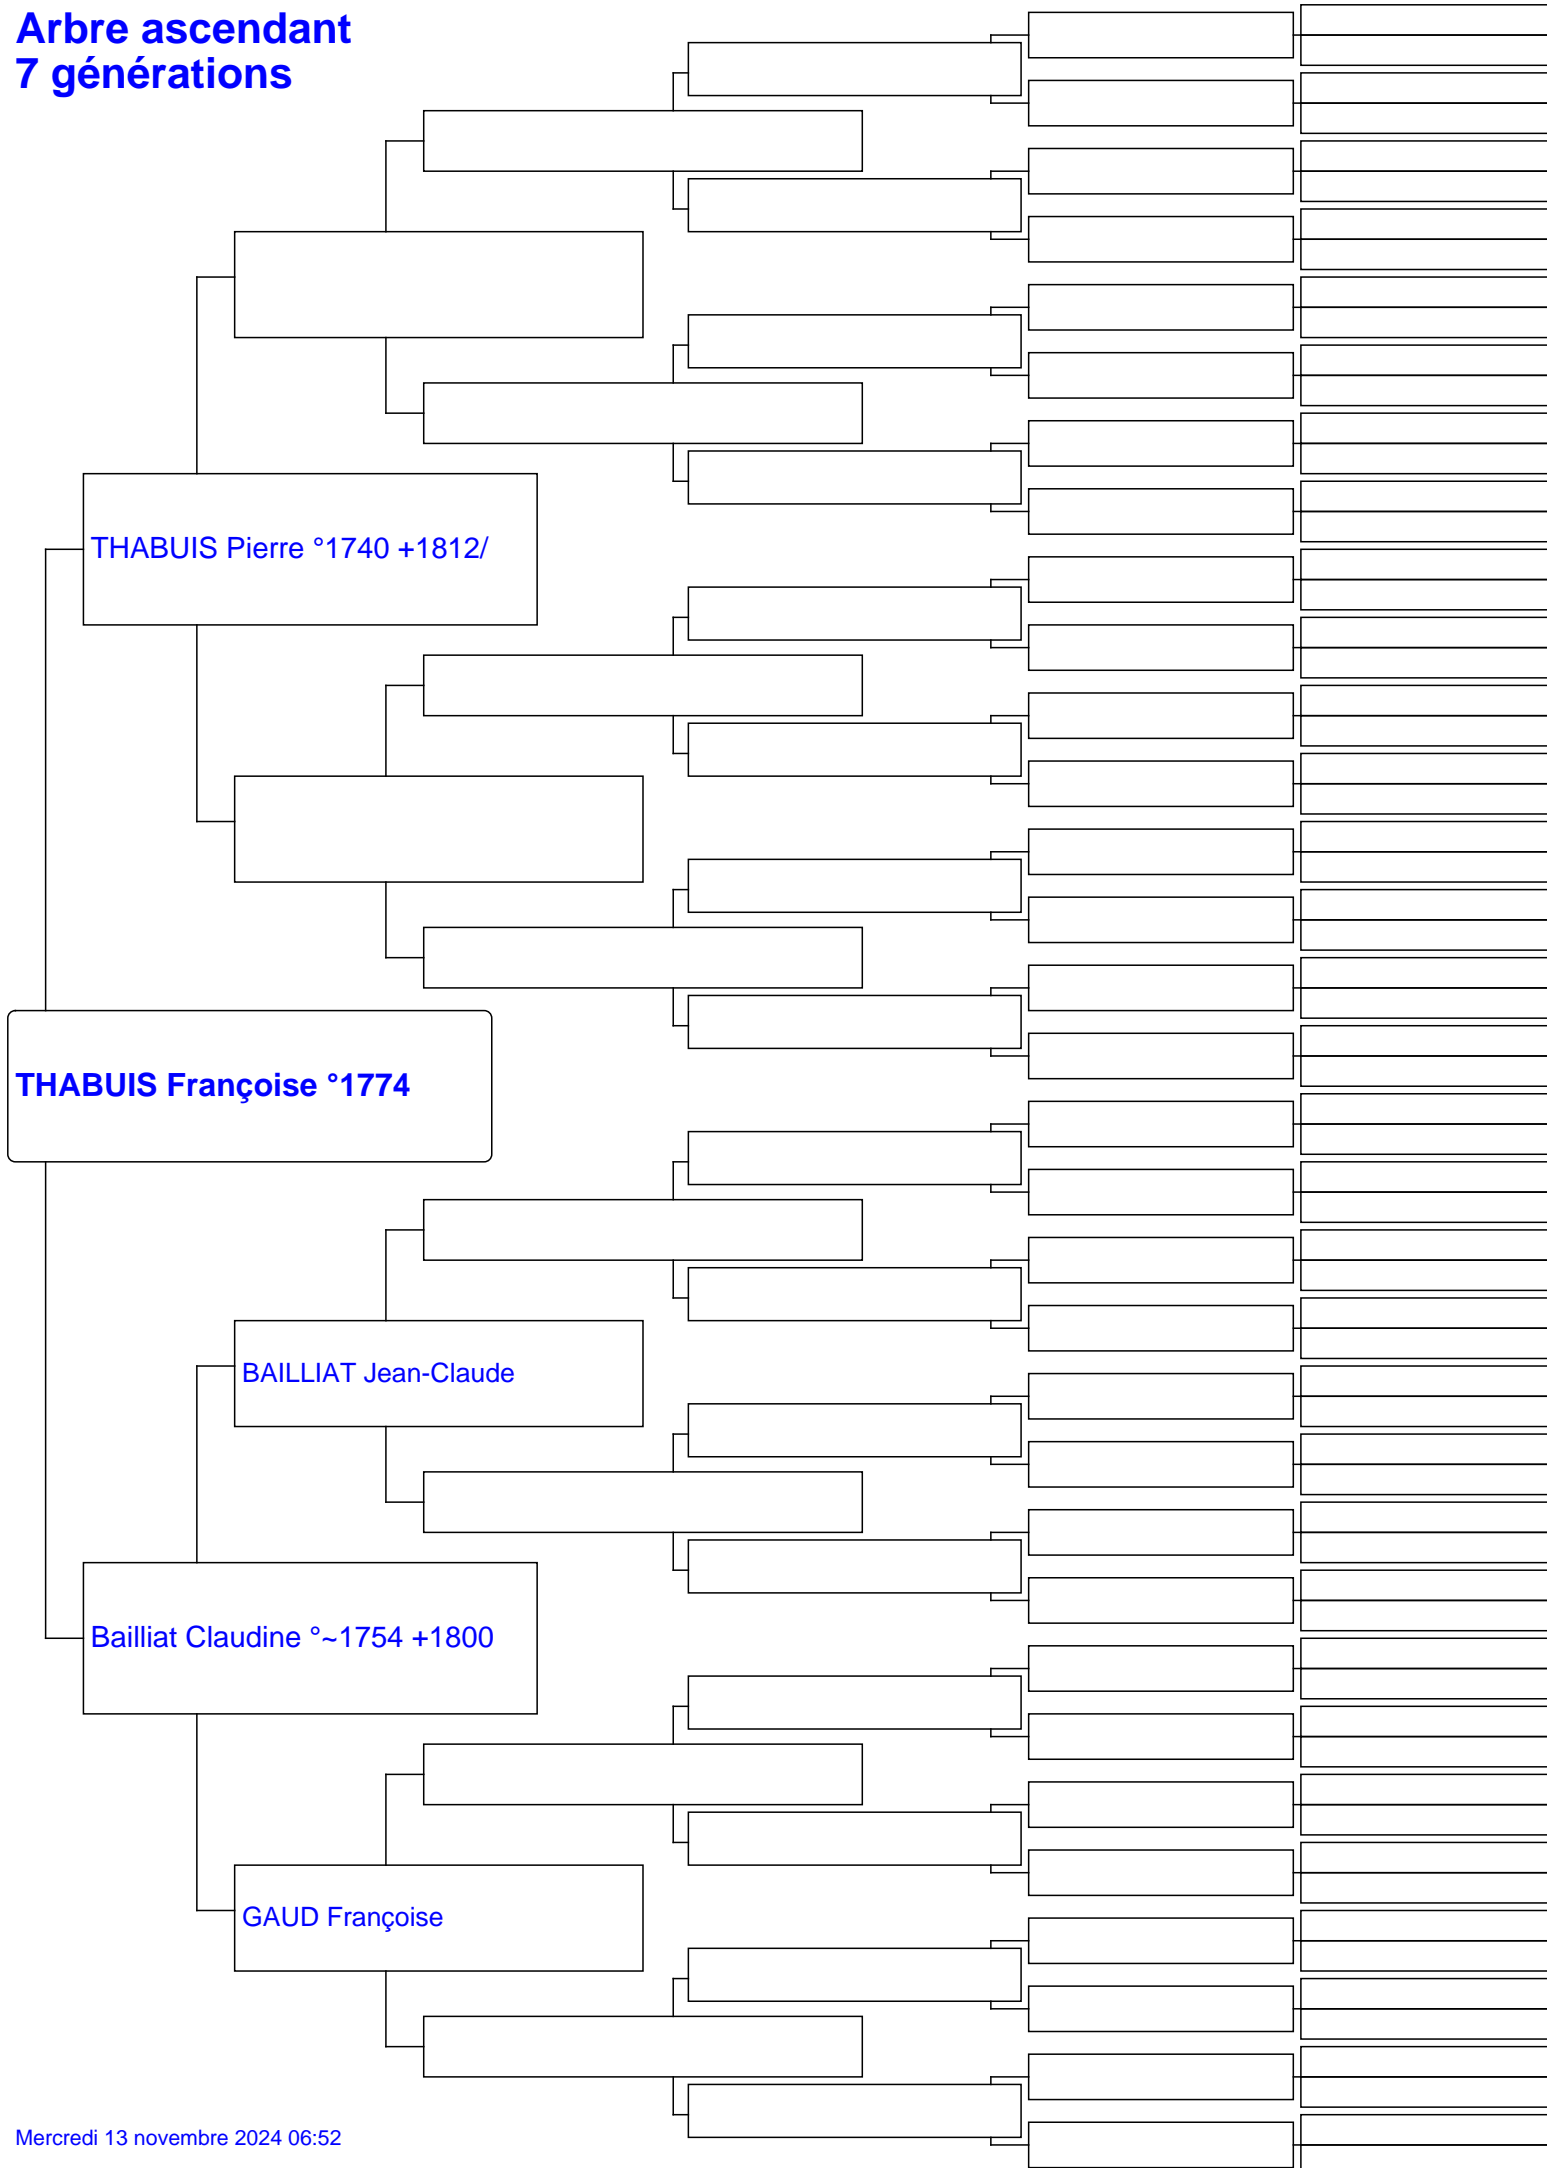 Arbre ascendant
7 générations
THABUIS Pierre °1740 +1812/
THABUIS Françoise °1774
BAILLIAT Jean-Claude
Bailliat Claudine °~1754 +1800
GAUD Françoise
Mercredi 13 novembre 2024 06:52